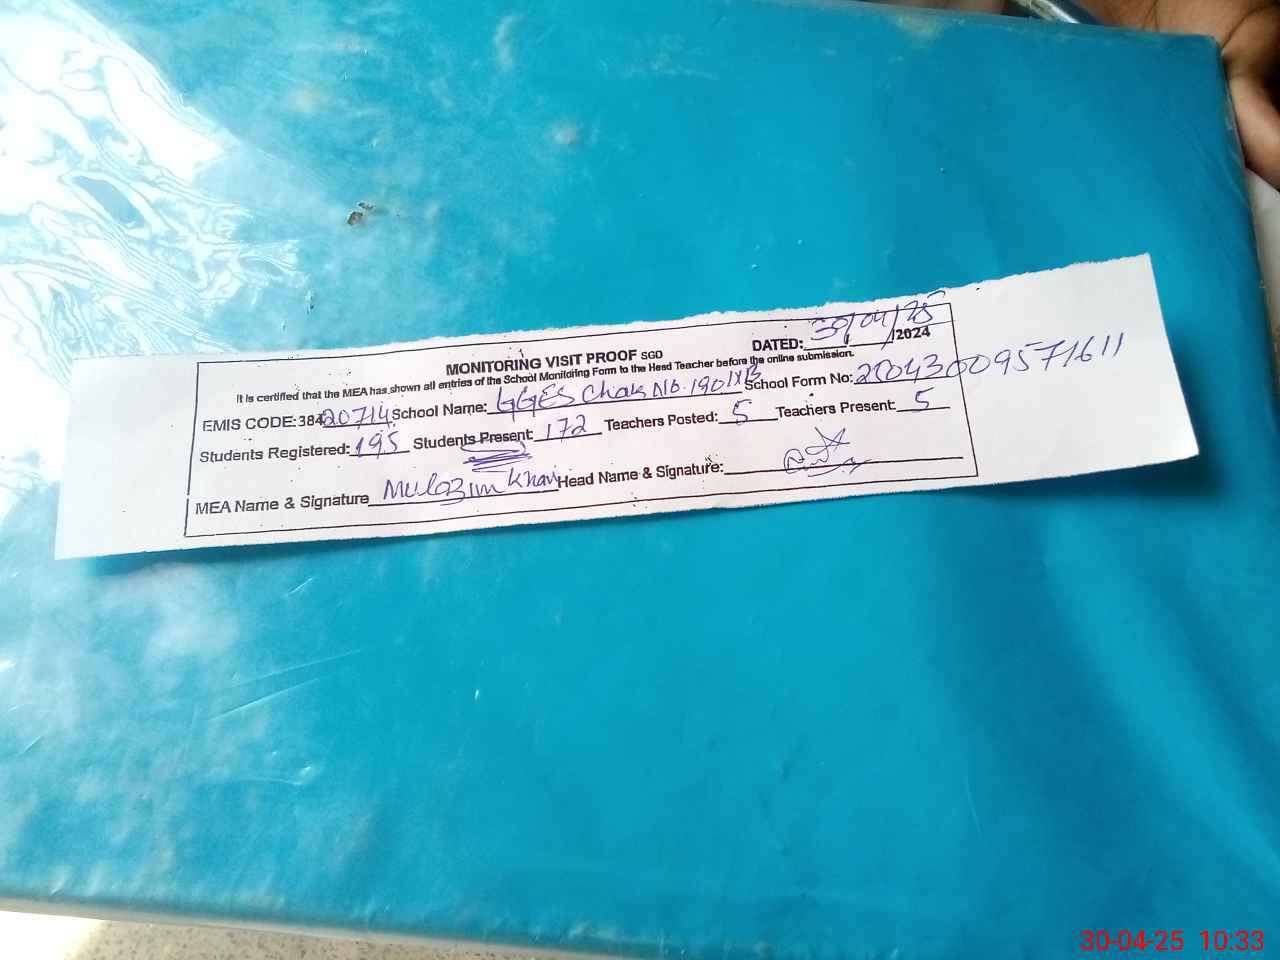 MONITORING VISIT PROOF SGD
DATED: 30/04/25 /2024
It is certified that the MEA has shown all entries of the School Monitoring Form to the Head Teacher before the online submission.
EMIS CODE:38420714 School Name: GGES Chak No. 190 School Form No: 20043009571611
Students Registered: 195 Students Present: 172 Teachers Posted: 5 Teachers Present: 5
MEA Name & Signature Mulazim Khan Head Name & Signature:
30-04-25 10:33